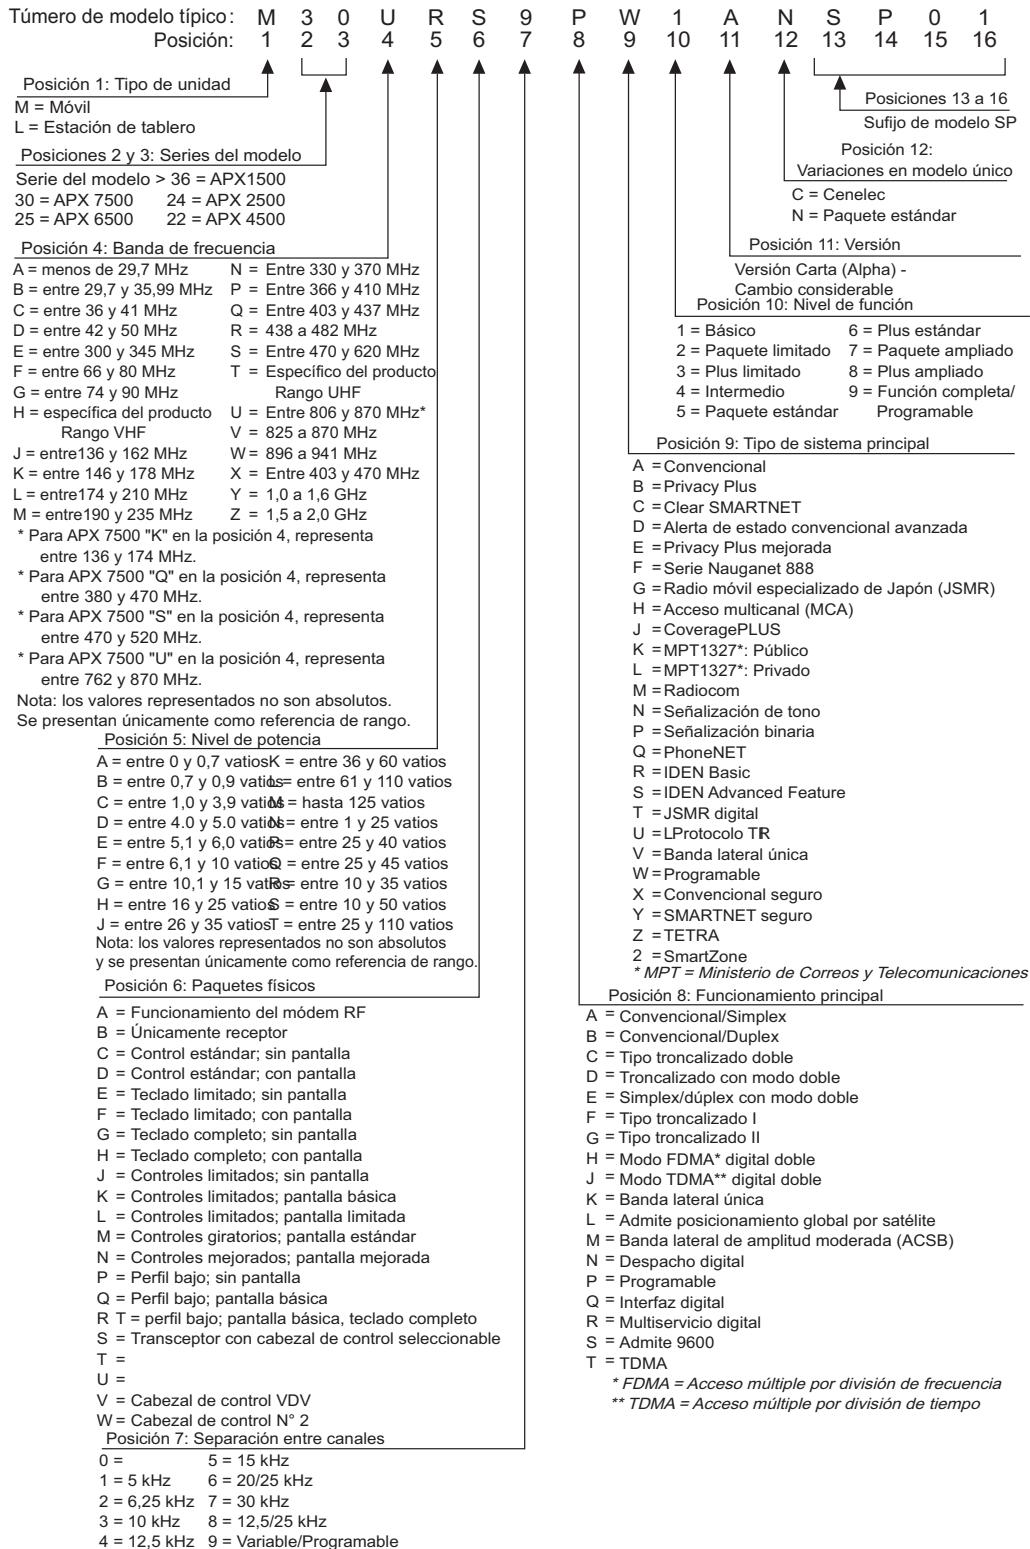 Túmero de modelo típico: M 3 0 U R S 9 P W 1 A N S P 0 1
Posición: 1 2 3 4 5 6 7 8 9 10 11 12 13 14 15 16
Posición 1: Tipo de unidad
M = Móvil
L = Estación de tablero
Posiciones 2 y 3: Series del modelo
Serie del modelo > 36 = APX1500
30 = APX 7500 24 = APX 2500
25 = APX 6500 22 = APX 4500
Posición 4: Banda de frecuencia
A = menos de 29,7 MHz
B = entre 29,7 y 35,99 MHz
C = entre 36 y 41 MHz
D = entre 42 y 50 MHz
E = entre 300 y 345 MHz
F = entre 66 y 80 MHz
G = entre 74 y 90 MHz
H = específica del producto
Rango VHF
J = entre136 y 162 MHz
K = entre 146 y 178 MHz
L = entre174 y 210 MHz
M = entre190 y 235 MHz
N = Entre 330 y 370 MHz
P = Entre 366 y 410 MHz
Q = Entre 403 y 437 MHz
R = 438 a 482 MHz
S = Entre 470 y 620 MHz
T = Específico del producto
Rango UHF
U = Entre 806 y 870 MHz*
V = 825 a 870 MHz
W = 896 a 941 MHz
X = Entre 403 y 470 MHz
Y = 1,0 a 1,6 GHz
Z = 1,5 a 2,0 GHz
* Para APX 7500 "K" en la posición 4, representa
entre 136 y 174 MHz.
* Para APX 7500 "Q" en la posición 4, representa
entre 380 y 470 MHz.
* Para APX 7500 "S" en la posición 4, representa
entre 470 y 520 MHz.
* Para APX 7500 "U" en la posición 4, representa
entre 762 y 870 MHz.
Nota: los valores representados no son absolutos.
Se presentan únicamente como referencia de rango.
Posición 5: Nivel de potencia
A = entre 0 y 0,7 vatios
B = entre 0,7 y 0,9 vatios
C = entre 1,0 y 3,9 vatios
D = entre 4.0 y 5.0 vatios
E = entre 5,1 y 6,0 vatios
F = entre 6,1 y 10 vatios
G = entre 10,1 y 15 vatios
H = entre 16 y 25 vatios
J = entre 26 y 35 vatios
K = entre 36 y 60 vatios
L = entre 61 y 110 vatios
M = hasta 125 vatios
N = entre 1 y 25 vatios
P = entre 25 y 40 vatios
Q = entre 25 y 45 vatios
R = entre 10 y 35 vatios
S = entre 10 y 50 vatios
T = entre 25 y 110 vatios
Nota: los valores representados no son absolutos
y se presentan únicamente como referencia de rango.
Posición 6: Paquetes físicos
A = Funcionamiento del módem RF
B = Únicamente receptor
C = Control estándar; sin pantalla
D = Control estándar; con pantalla
E = Teclado limitado; sin pantalla
F = Teclado limitado; con pantalla
G = Teclado completo; sin pantalla
H = Teclado completo; con pantalla
J = Controles limitados; sin pantalla
K = Controles limitados; pantalla básica
L = Controles limitados; pantalla limitada
M = Controles giratorios; pantalla estándar
N = Controles mejorados; pantalla mejorada
P = Perfil bajo; sin pantalla
Q = Perfil bajo; pantalla básica
R T = perfil bajo; pantalla básica, teclado completo
S = Transceptor con cabezal de control seleccionable
T =
U =
V = Cabezal de control VDV
W = Cabezal de control N° 2
Posición 7: Separación entre canales
0 = 5 = 15 kHz
1 = 5 kHz 6 = 20/25 kHz
2 = 6,25 kHz 7 = 30 kHz
3 = 10 kHz 8 = 12,5/25 kHz
4 = 12,5 kHz 9 = Variable/Programable
Posiciones 13 a 16
Sufijo de modelo SP
Posición 12:
Variaciones en modelo único
C = Cenelec
N = Paquete estándar
Posición 11: Versión
Versión Carta (Alpha) -
Cambio considerable
Posición 10: Nivel de función
1 = Básico
2 = Paquete limitado
3 = Plus limitado
4 = Intermedio
5 = Paquete estándar
6 = Plus estándar
7 = Paquete ampliado
8 = Plus ampliado
9 = Función completa/
Programable
Posición 9: Tipo de sistema principal
A = Convencional
B = Privacy Plus
C = Clear SMARTNET
D = Alerta de estado convencional avanzada
E = Privacy Plus mejorada
F = Serie Nauganet 888
G = Radio móvil especializado de Japón (JSMR)
H = Acceso multicanal (MCA)
J = CoveragePLUS
K = MPT1327*: Público
L = MPT1327*: Privado
M = Radiocom
N = Señalización de tono
P = Señalización binaria
Q = PhoneNET
R = IDEN Basic
S = IDEN Advanced Feature
T = JSMR digital
U = LProtocolo
V = Banda lateral única
W = Programable
X = Convencional seguro
Y = SMARTNET seguro
Z = TETRA
2 = SmartZone
* MPT = Ministerio de Correos y Telecomunicaciones
Posición 8: Funcionamiento principal
A = Convencional/Simplex
B = Convencional/Duplex
C = Tipo troncalizado doble
D = Troncalizado con modo doble
E = Simplex/dúplex con modo doble
F = Tipo troncalizado I
G = Tipo troncalizado II
H = Modo FDMA* digital doble
J = Modo TDMA** digital doble
K = Banda lateral única
L = Admite posicionamiento global por satélite
M = Banda lateral de amplitud moderada (ACSB)
N = Despacho digital
P = Programable
Q = Interfaz digital
R = Multiservicio digital
S = Admite 9600
T = TDMA
* FDMA = Acceso múltiple por división de frecuencia
** TDMA = Acceso múltiple por división de tiempo